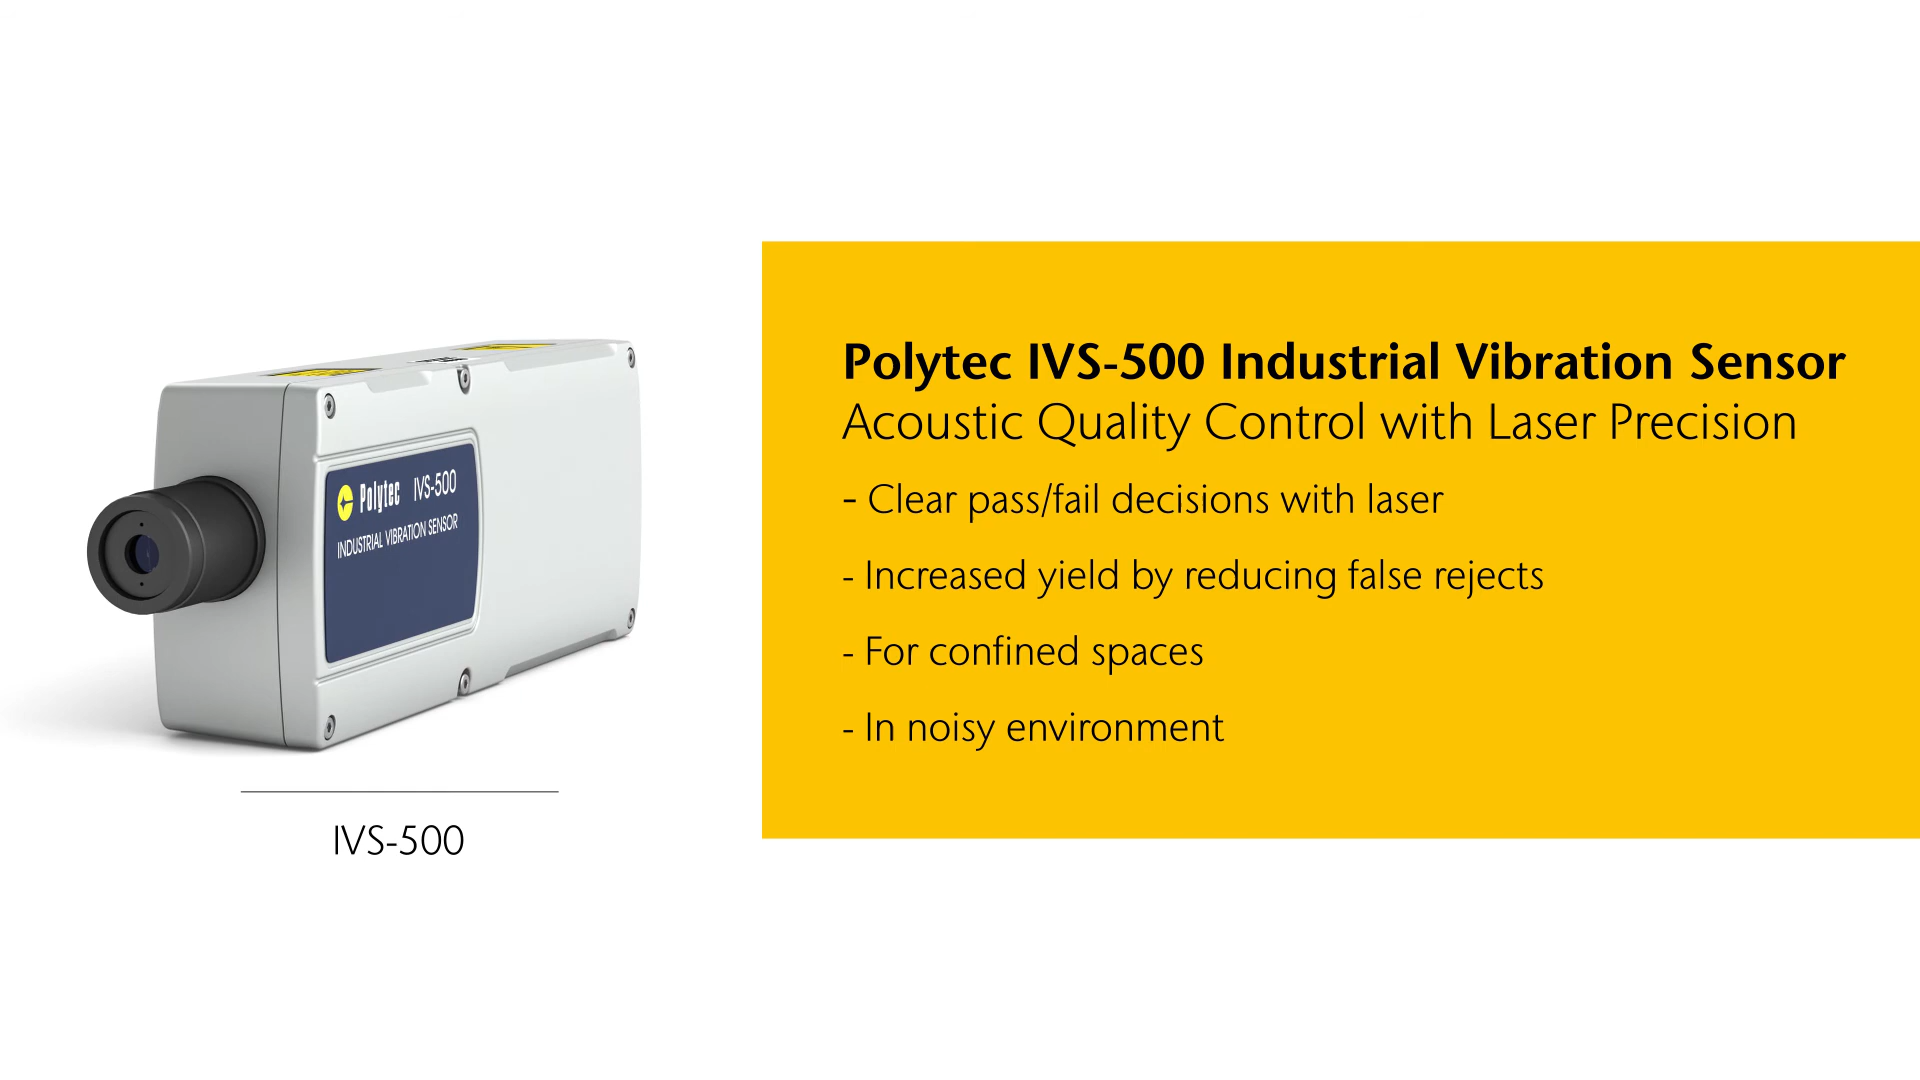 Polytec IVS-500
INDUSTRIAL VIBRATION SENSOR
IVS-500
Polytec IVS-500 Industrial Vibration Sensor
Acoustic Quality Control with Laser Precision
- Clear pass/fail decisions with laser
- Increased yield by reducing false rejects
- For confined spaces
- In noisy environment